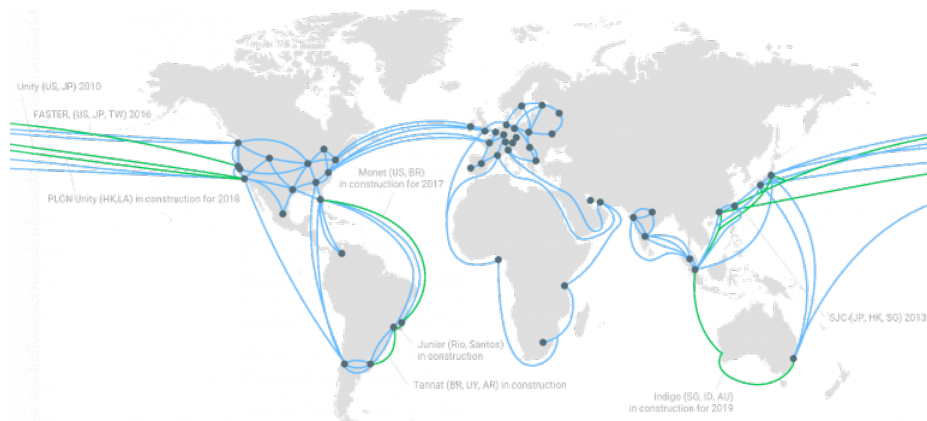 Unity (US, JP) 2010
FASTER, (US, JP, TW) 2016
Monet (US, BR)
in construction for 2017
PLCN Unity (HK,LA) in construction for 2018
SJC (JP, HK, SG) 2013
Junior (Rio, Santos)
in construction
Tannat (BR, UY, AR) in construction
Indigo (SG, ID, AU)
in construction for 2019